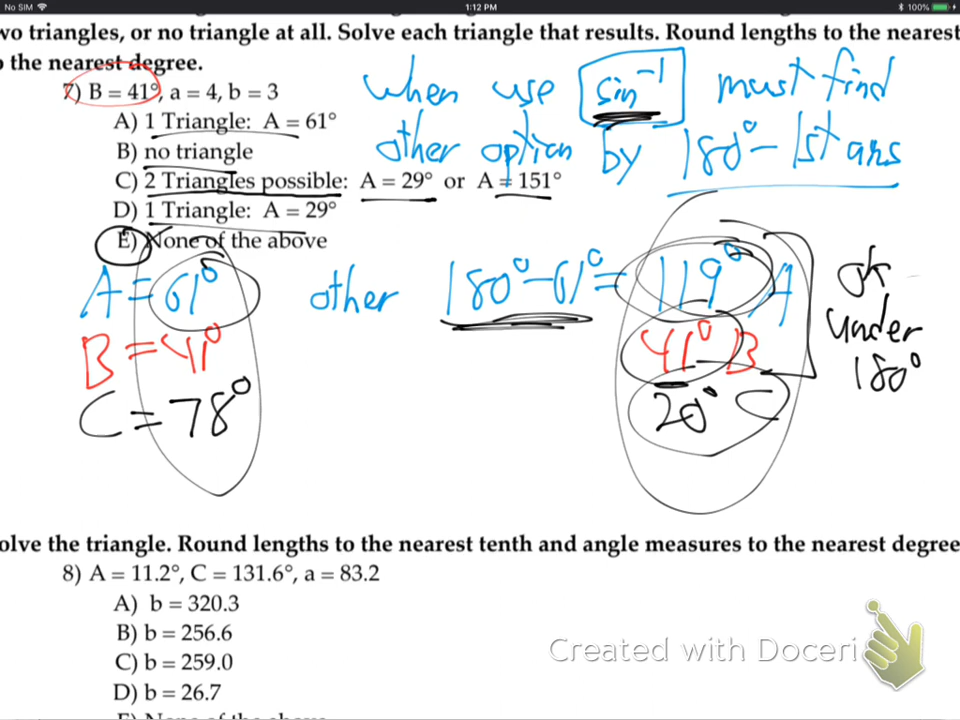 No SIM 1:12 PM 100%
wo triangles, or no triangle at all. Solve each triangle that results. Round lengths to the nearest
o the nearest degree.
7) B = 41°, a = 4, b = 3
when use sin⁻¹ must find
A) 1 Triangle: A = 61°
B) no triangle
other option by 180° - 1st ans
C) 2 Triangles possible: A = 29° or A = 151°
D) 1 Triangle: A = 29°
E) None of the above
A = 61° other 180° - 61° = 119° A ok
B = 41° 41° B under
180°
C = 78° 20° C
olve the triangle. Round lengths to the nearest tenth and angle measures to the nearest degree
8) A = 11.2°, C = 131.6°, a = 83.2
A) b = 320.3
B) b = 256.6
C) b = 259.0
D) b = 26.7
E) None of the above
Created with Doceri